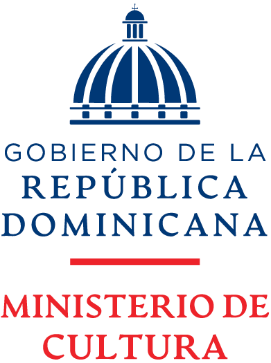 GOBIERNO DE LA
REPÚBLICA
DOMINICANA
MINISTERIO DE
CULTURA